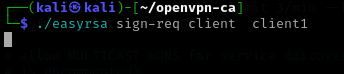 (kali㉿kali)-[~/openvpn-ca]
$ ./easyrsa sign-req client  client1